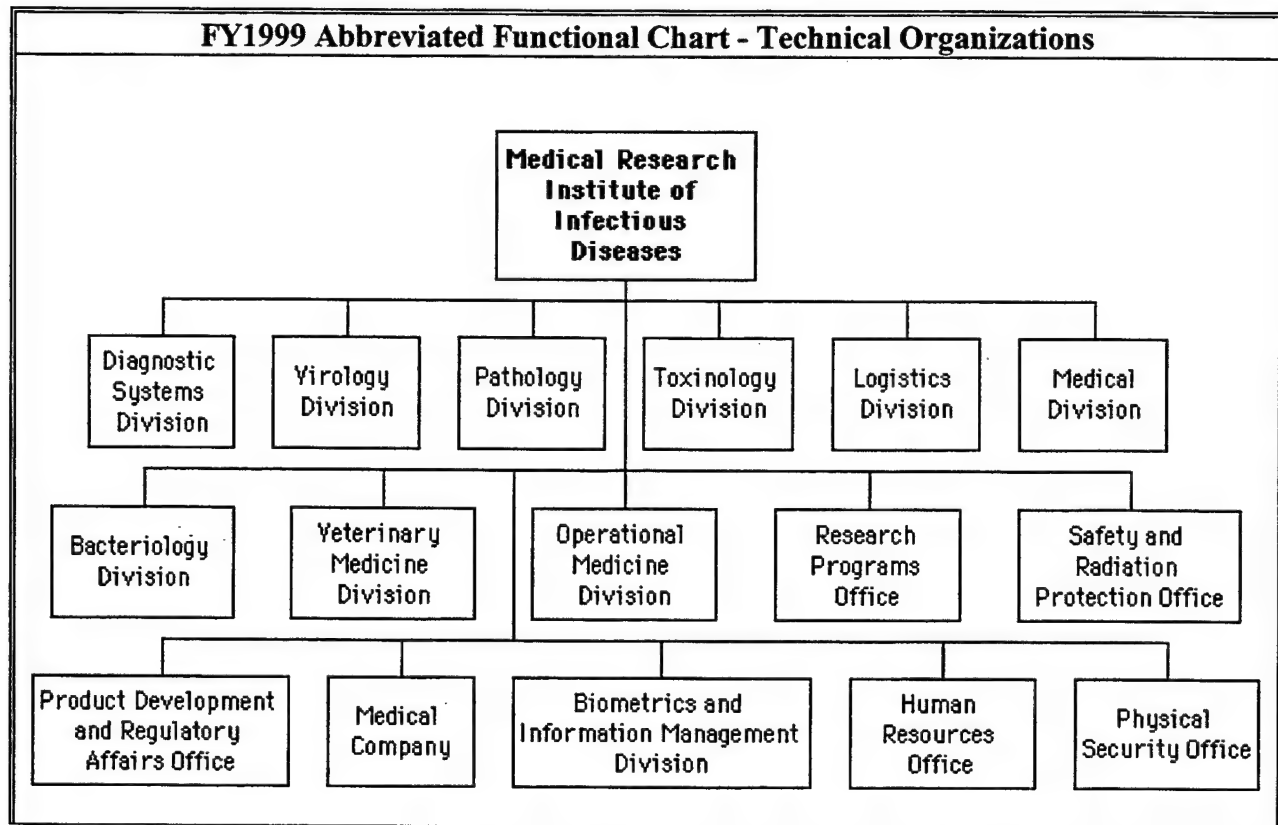 FY1999 Abbreviated Functional Chart - Technical Organizations
Medical Research
Institute of
Infectious
Diseases
Diagnostic
Systems
Division
Virology
Division
Pathology
Division
Toxinology
Division
Logistics
Division
Medical
Division
Bacteriology
Division
Veterinary
Medicine
Division
Operational
Medicine
Division
Research
Programs
Office
Safety and
Radiation
Protection Office
Product Development
and Regulatory
Affairs Office
Medical
Company
Biometrics and
Information Management
Division
Human
Resources
Office
Physical
Security Office